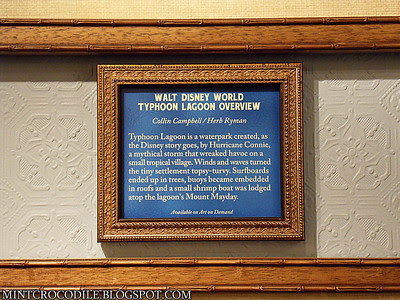 WALT DISNEY WORLD
TYPHOON LAGOON OVERVIEW
Collin Campbell / Herb Ryman
Typhoon Lagoon is a waterpark created, as
the Disney story goes, by Hurricane Connie,
a mythical storm that wreaked havoc on a
small tropical village. Winds and waves turned
the tiny settlement topsy-turvy. Surfboards
ended up in trees, buoys became embedded
in roofs and a small shrimp boat was lodged
atop the lagoon's Mount Mayday.
Available on Art on Demand
MINTCROCODILE.BLOGSPOT.COM